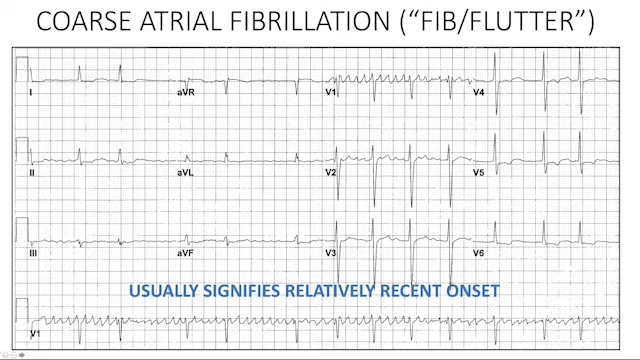 COARSE ATRIAL FIBRILLATION ("FIB/FLUTTER")
I aVR V1 V4
II aVL V2 V5
III aVF V3 V6
USUALLY SIGNIFIES RELATIVELY RECENT ONSET
V1